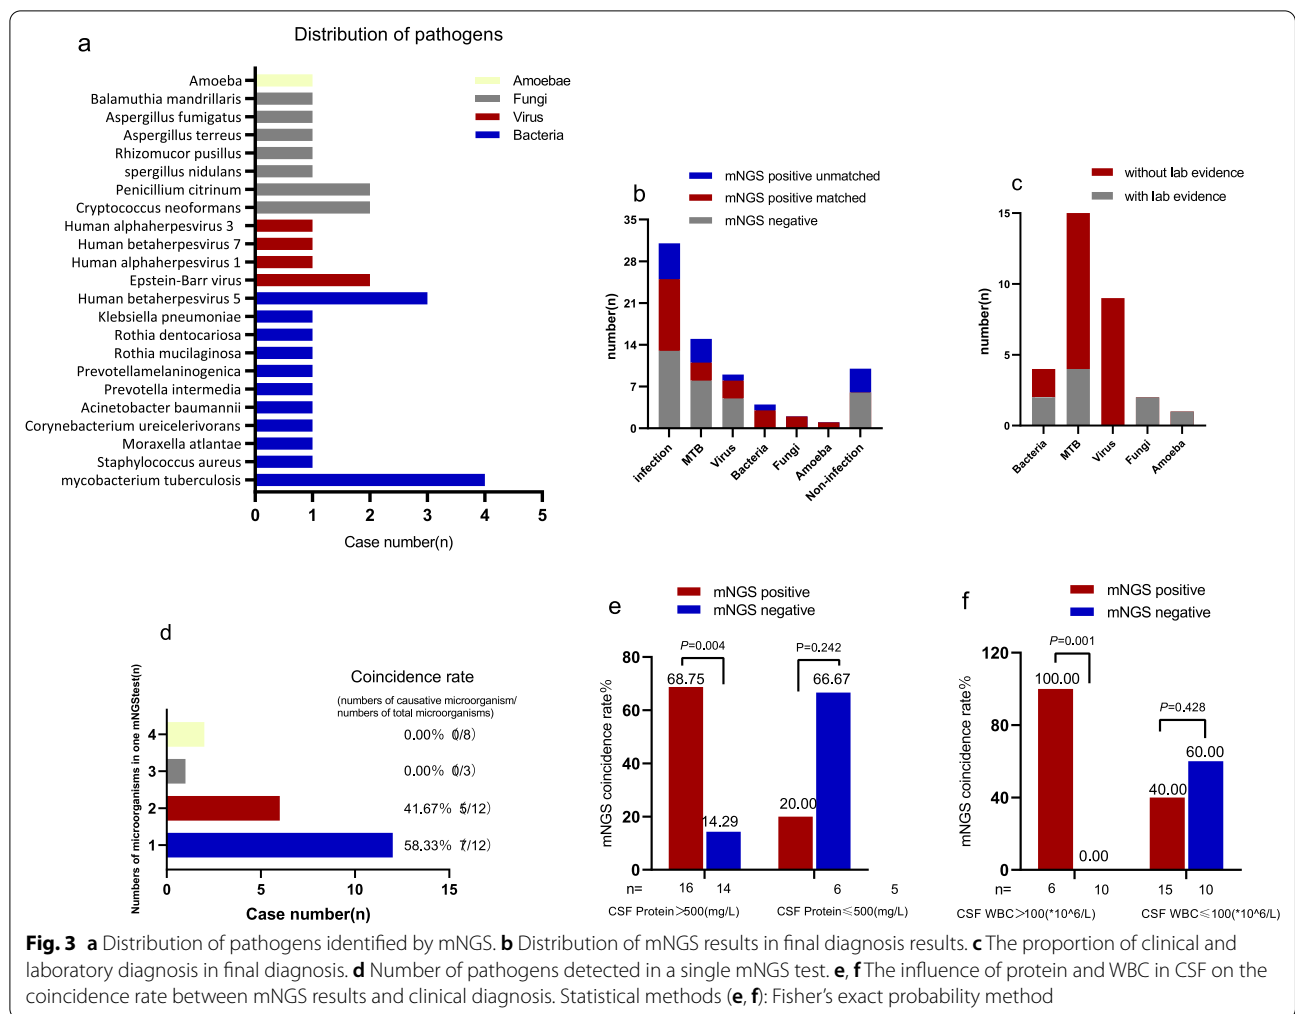 a
Distribution of pathogens
Amoeba
Balamuthia mandrillaris
Aspergillus fumigatus
Aspergillus terreus
Rhizomucor pusillus
spergillus nidulans
Penicillium citrinum
Cryptococcus neoformans
Human alphaherpesvirus 3
Human betaherpesvirus 7
Human alphaherpesvirus 1
Epstein-Barr virus
Human betaherpesvirus 5
Klebsiella pneumoniae
Rothia dentocariosa
Rothia mucilaginosa
Prevotellamelaninogenica
Prevotella intermedia
Acinetobacter baumannii
Corynebacterium ureicelerivorans
Moraxella atlantae
Staphylococcus aureus
mycobacterium tuberculosis
0 1 2 3 4 5
Case number(n)
Amoebae
Fungi
Virus
Bacteria
b
mNGS positive unmatched
mNGS positive matched
mNGS negative
number(n)
35
28
21
14
7
0
infection
MTB
Virus
Bacteria
Fungi
Amoeba
Non-infection
c
without lab evidence
with lab evidence
number(n)
15
10
5
0
Bacteria
MTB
Virus
Fungi
Amoeba
d
Numbers of microorganisms in one mNGStest(n)
4
3
2
1
0 5 10 15
Case number(n)
Coincidence rate
(numbers of causative microorganism/
numbers of total microorganisms)
0.00% (0/8)
0.00% (0/3)
41.67% (5/12)
58.33% (7/12)
e
mNGS positive
mNGS negative
mNGS coincidence rate%
80
60
40
20
0
P=0.004
68.75
14.29
P=0.242
20.00
66.67
n= 16 14 6 5
CSF Protein>500(mg/L) CSF Protein≤500(mg/L)
f
mNGS positive
mNGS negative
mNGS coincidence rate%
120
80
40
0
P=0.001
100.00
0.00
P=0.428
40.00
60.00
n= 6 10 15 10
CSF WBC>100(*10^6/L) CSF WBC≤100(*10^6/L)
Fig. 3 a Distribution of pathogens identified by mNGS. b Distribution of mNGS results in final diagnosis results. c The proportion of clinical and
laboratory diagnosis in final diagnosis. d Number of pathogens detected in a single mNGS test. e, f The influence of protein and WBC in CSF on the
coincidence rate between mNGS results and clinical diagnosis. Statistical methods (e, f): Fisher's exact probability method